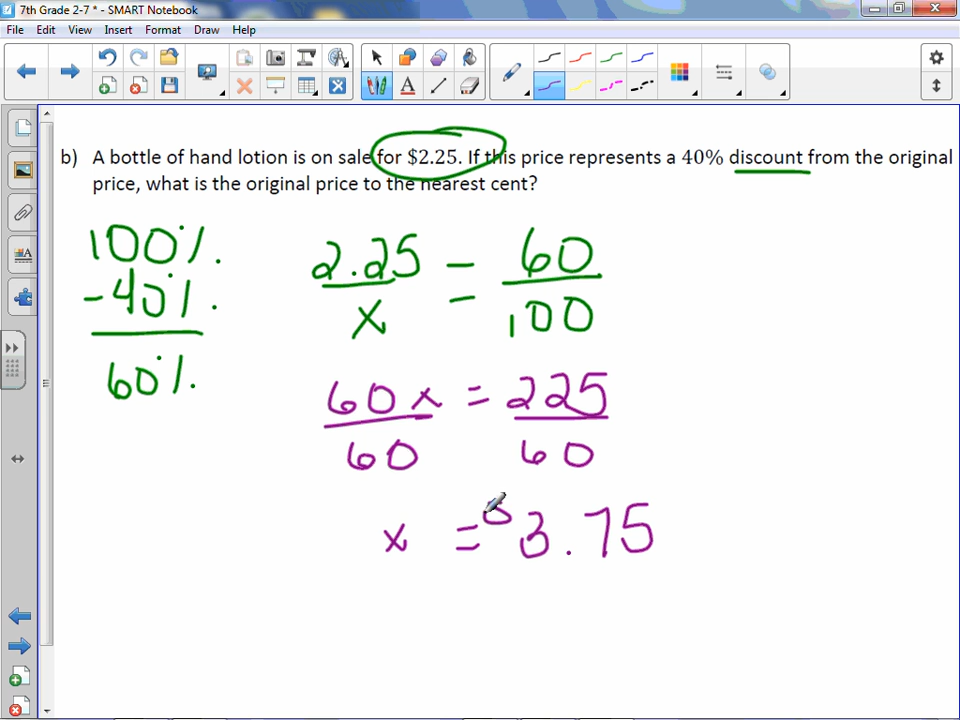 7th Grade 2-7 * - SMART Notebook
File Edit View Insert Format Draw Help
b) A bottle of hand lotion is on sale for $2.25. If this price represents a 40% discount from the original
price, what is the original price to the nearest cent?
100%
-40%
60%
2.25 = 60
x 100
60x = 225
60 60
x = 3.75